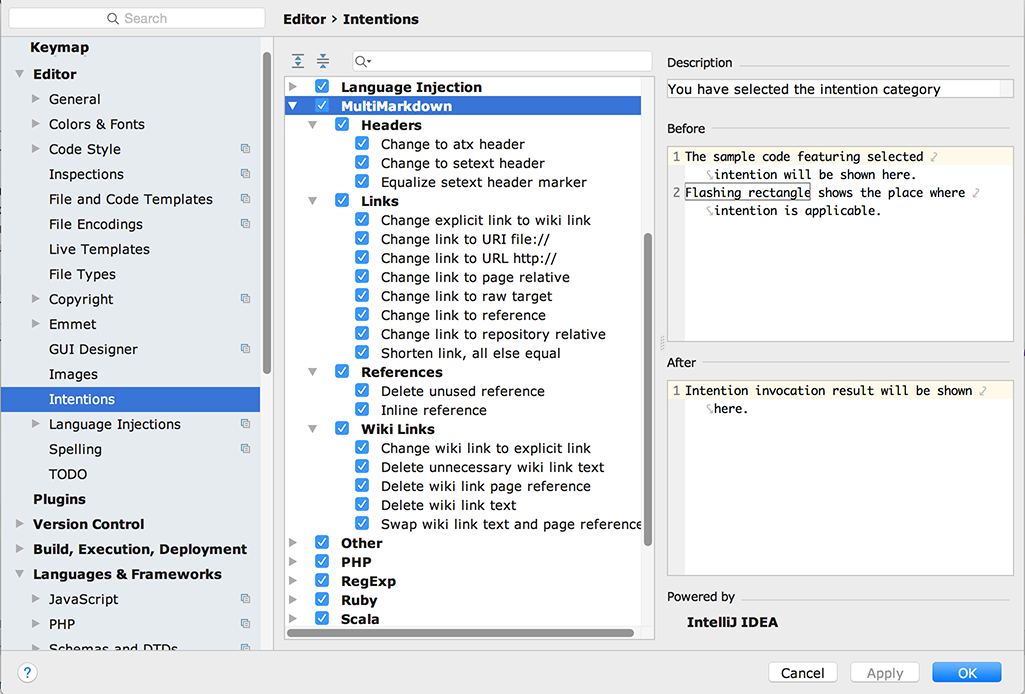 Search
Editor › Intentions
Keymap
Editor
General
Colors & Fonts
Code Style
Inspections
File and Code Templates
File Encodings
Live Templates
File Types
Copyright
Emmet
GUI Designer
Images
Intentions
Language Injections
Spelling
TODO
Plugins
Version Control
Build, Execution, Deployment
Languages & Frameworks
JavaScript
PHP
Schemas and DTDs
Language Injection
MultiMarkdown
Headers
Change to atx header
Change to setext header
Equalize setext header marker
Links
Change explicit link to wiki link
Change link to URI file://
Change link to URL http://
Change link to page relative
Change link to raw target
Change link to reference
Change link to repository relative
Shorten link, all else equal
References
Delete unused reference
Inline reference
Wiki Links
Change wiki link to explicit link
Delete unnecessary wiki link text
Delete wiki link page reference
Delete wiki link text
Swap wiki link text and page reference
Other
PHP
RegExp
Ruby
Scala
Description
You have selected the intention category
Before
1 The sample code featuring selected
intention will be shown here.
2 Flashing rectangle shows the place where
intention is applicable.
After
1 Intention invocation result will be shown
here.
Powered by
IntelliJ IDEA
?
Cancel
Apply
OK